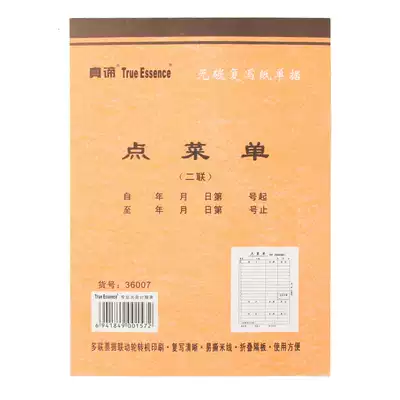 真谛® True Essence®
无碳复写纸单据
点菜单
(二联)
自 年 月 日第 号起
至 年 月 日第 号止
货号：36007
True Essence®
6941849001572
多联票据联动轮转机印刷·复写清晰·易撕米线·折叠隔板·使用方便